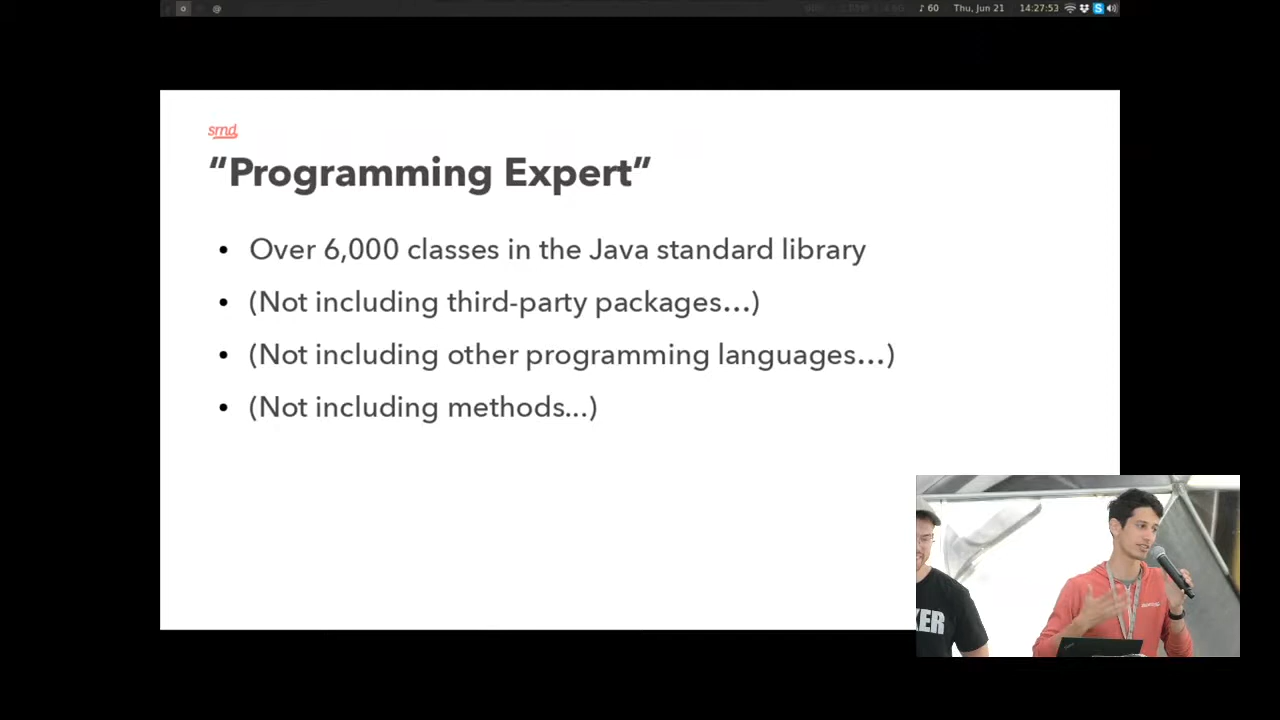 @
♪ 60 Thu, Jun 21 14:27:53
srnd
“Programming Expert”
• Over 6,000 classes in the Java standard library
• (Not including third-party packages…)
• (Not including other programming languages…)
• (Not including methods...)
KER